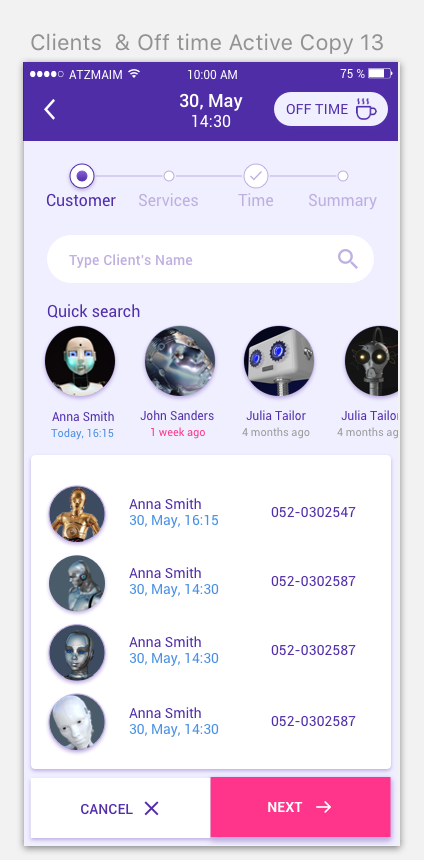 Clients & Off time Active Copy 13
ATZMAIM 10:00 AM 75 %
30, May
14:30
OFF TIME
Customer Services Time Summary
Type Client's Name
Quick search
Anna Smith John Sanders Julia Tailor Julia Tailo
Today, 16:15 1 week ago 4 months ago 4 months ag
Anna Smith
30, May, 16:15
052-0302547
Anna Smith
30, May, 14:30
052-0302587
Anna Smith
30, May, 14:30
052-0302587
Anna Smith
30, May, 14:30
052-0302587
CANCEL NEXT